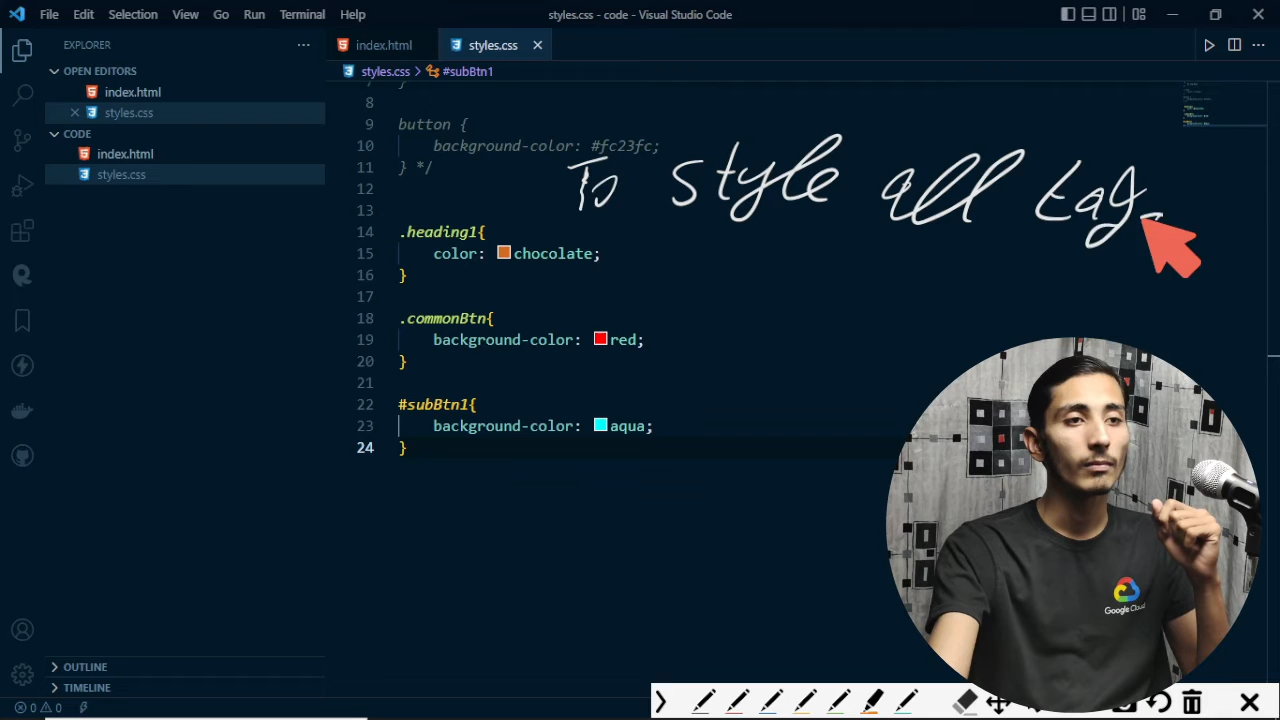 File Edit Selection View Go Run Terminal Help
styles.css - code - Visual Studio Code
EXPLORER
OPEN EDITORS
index.html
styles.css
CODE
index.html
styles.css
OUTLINE
TIMELINE
0 0
index.html
styles.css
styles.css > #subBtn1
7 }
8
9 button {
10 background-color: #fc23fc;
11 } */
12
13
14 .heading1{
15 color: chocolate;
16 }
17
18 .commonBtn{
19 background-color: red;
20 }
21
22 #subBtn1{
23 background-color: aqua;
24 }
To style all tag
Google Cloud